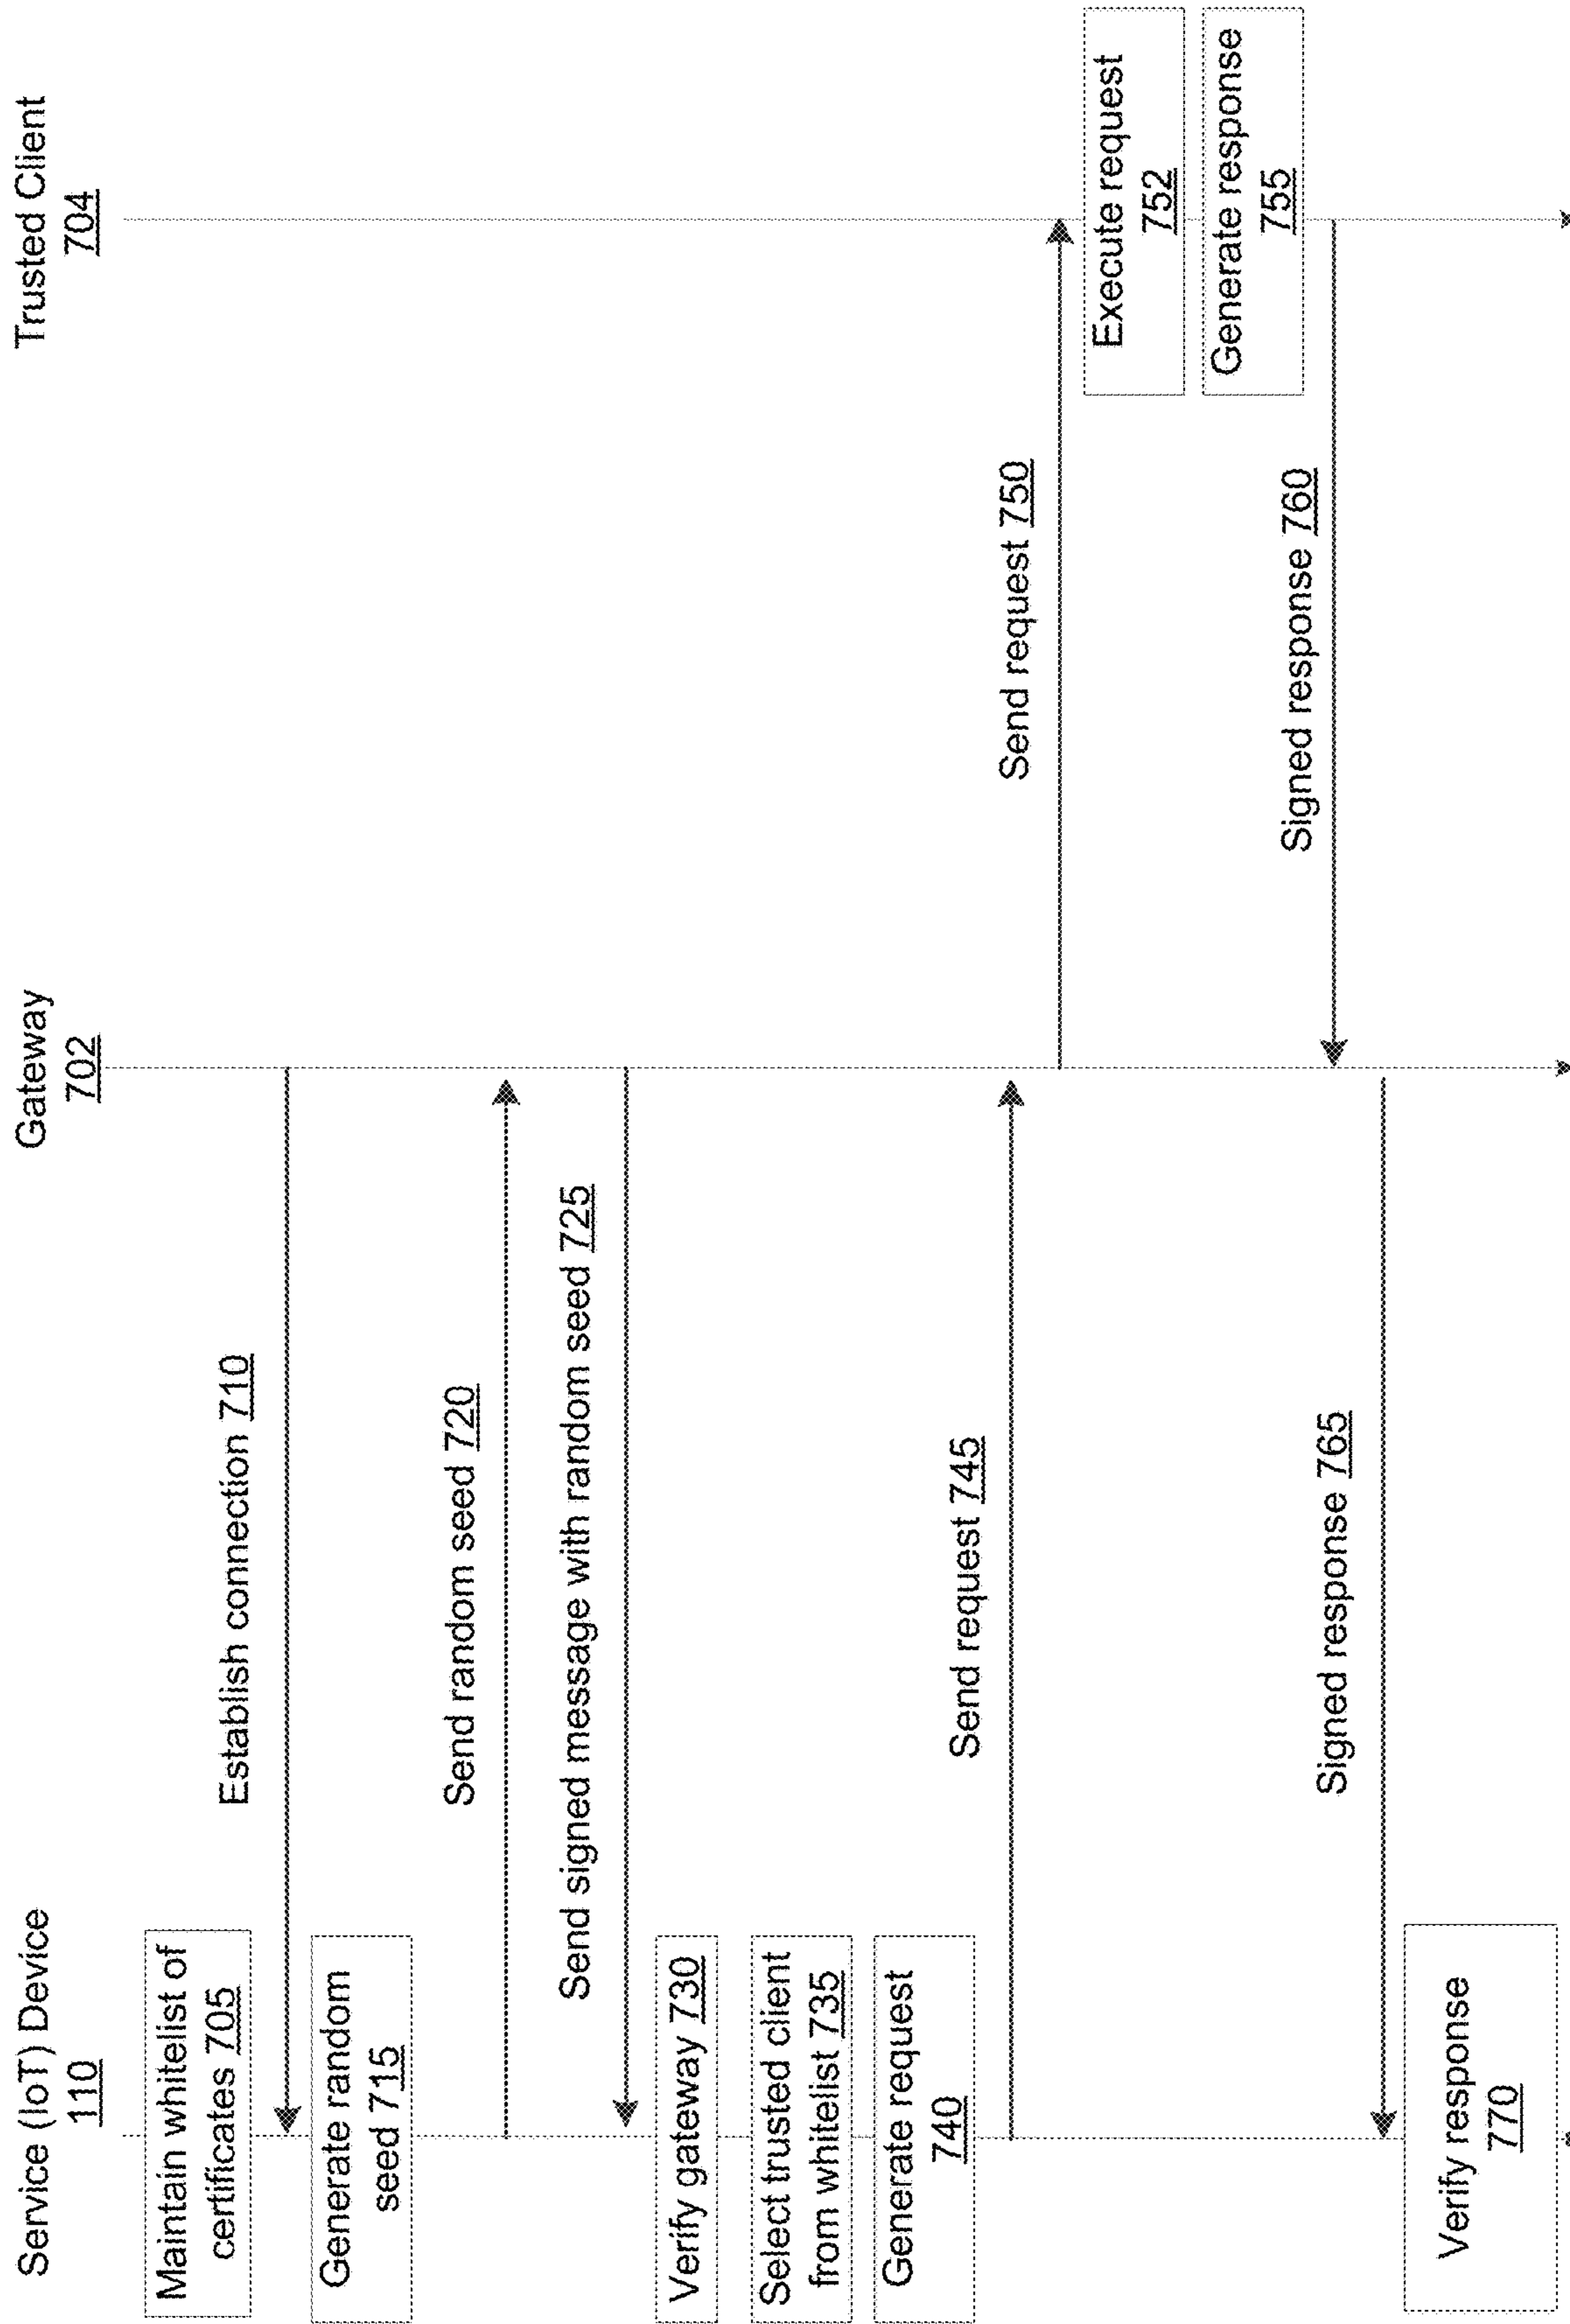 Service (IoT) Device
110
Gateway
702
Trusted Client
704
Maintain whitelist of
certificates 705
Establish connection 710
Generate random
seed 715
Send random seed 720
Send signed message with random seed 725
Verify gateway 730
Select trusted client
from whitelist 735
Generate request
740
Send request 745
Send request 750
Execute request
752
Generate response
755
Signed response 760
Signed response 765
Verify response
770